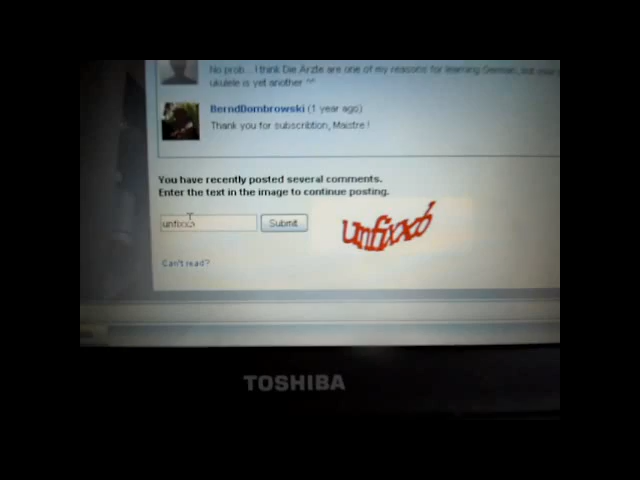 No prob... I think Die Ärzte are one of my reasons for learning German, but
ukulele is yet another ^^
BerndDombrowski (1 year ago)
Thank you for subscribtion, Maistre !
You have recently posted several comments.
Enter the text in the image to continue posting.
Submit
Can't read?
TOSHIBA